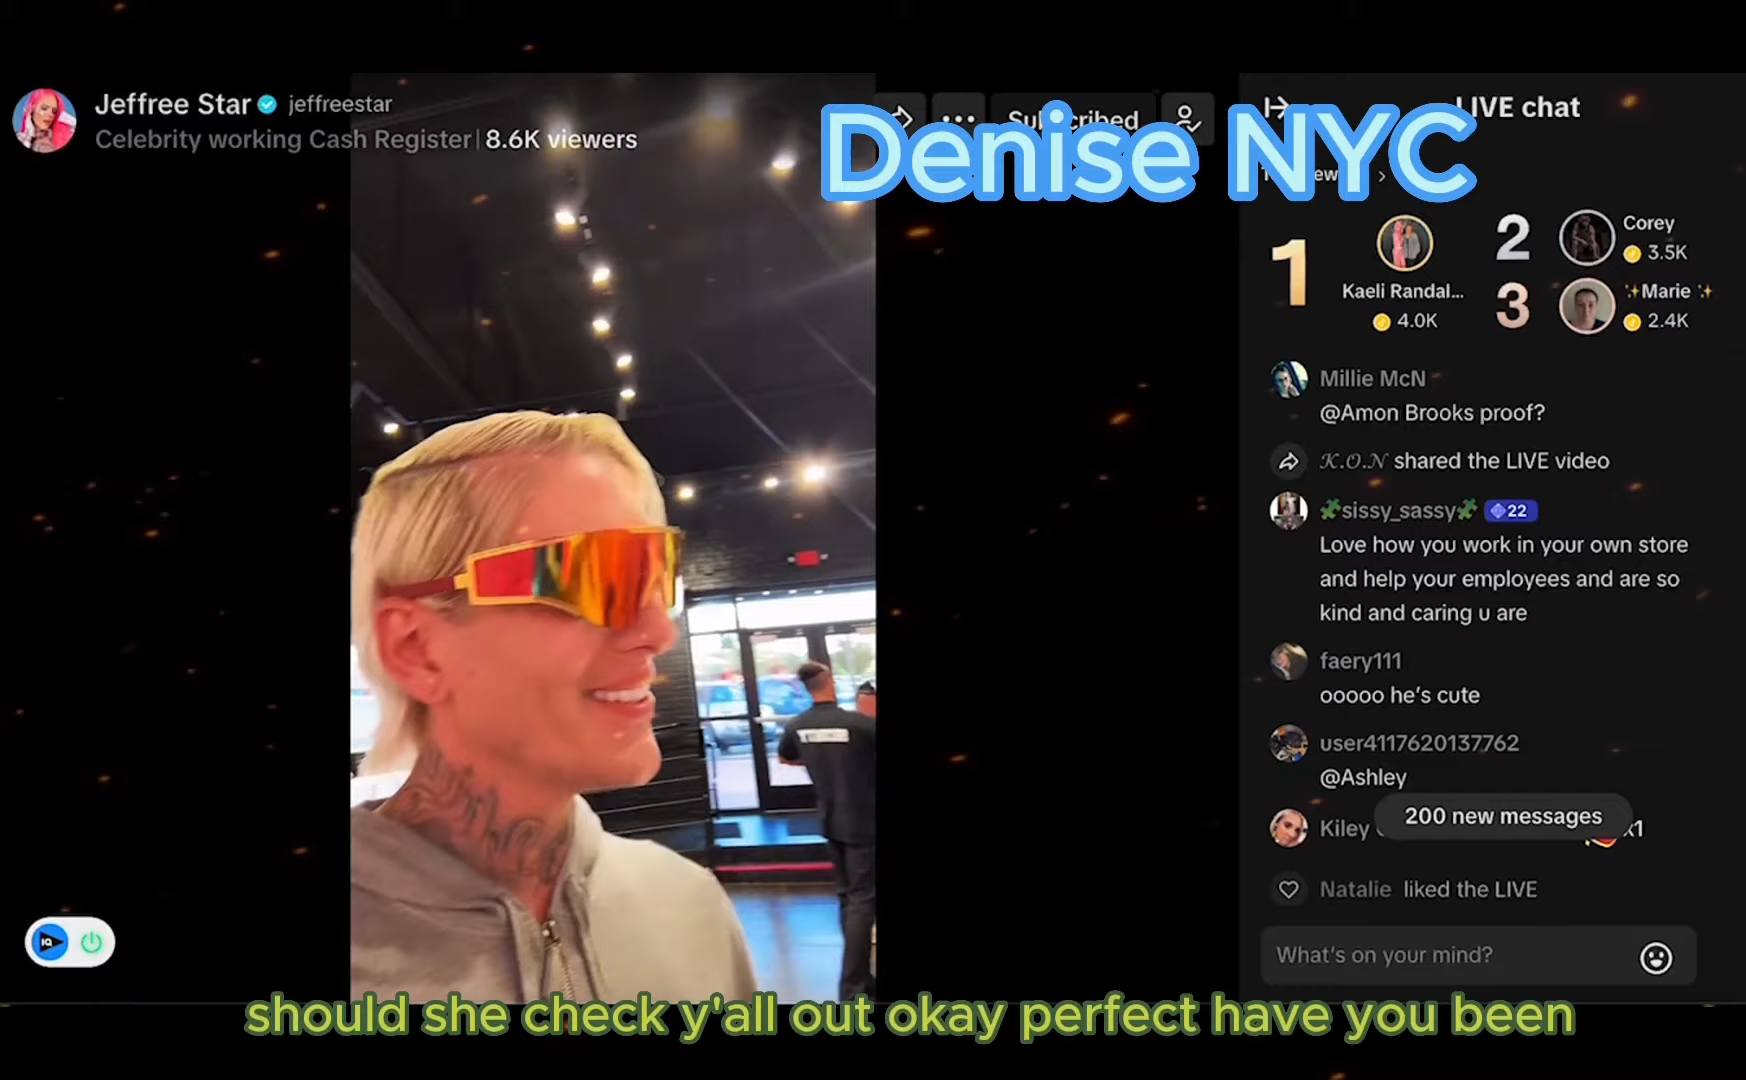 Jeffree Star jeffreestar
Celebrity working Cash Register | 8.6K viewers
Subscribed
Denise NYC
LIVE chat
1
Kaeli Randal...
4.0K
2
Corey
3.5K
3
✨Marie ✨
2.4K
Millie McN
@Amon Brooks proof?
𝒦.𝒪.𝒩 shared the LIVE video
🧩sissy_sassy🧩 22
Love how you work in your own store
and help your employees and are so
kind and caring u are
faery111
ooooo he's cute
user4117620137762
@Ashley
Kiley
200 new messages
x1
Natalie liked the LIVE
What's on your mind?
IQ
should she check y'all out okay perfect have you been